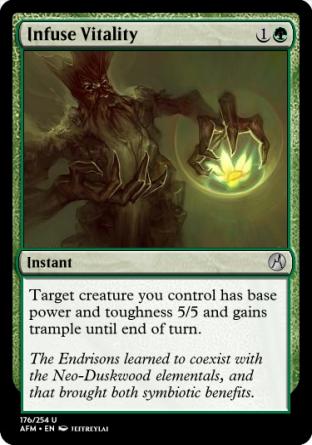 Infuse Vitality 1
Instant
Target creature you control has base
power and toughness 5/5 and gains
trample until end of turn.
The Endrisons learned to coexist with
the Neo-Duskwood elementals, and
that brought both symbiotic benefits.
176/254 U
AFM • EN JEFFREYLAI